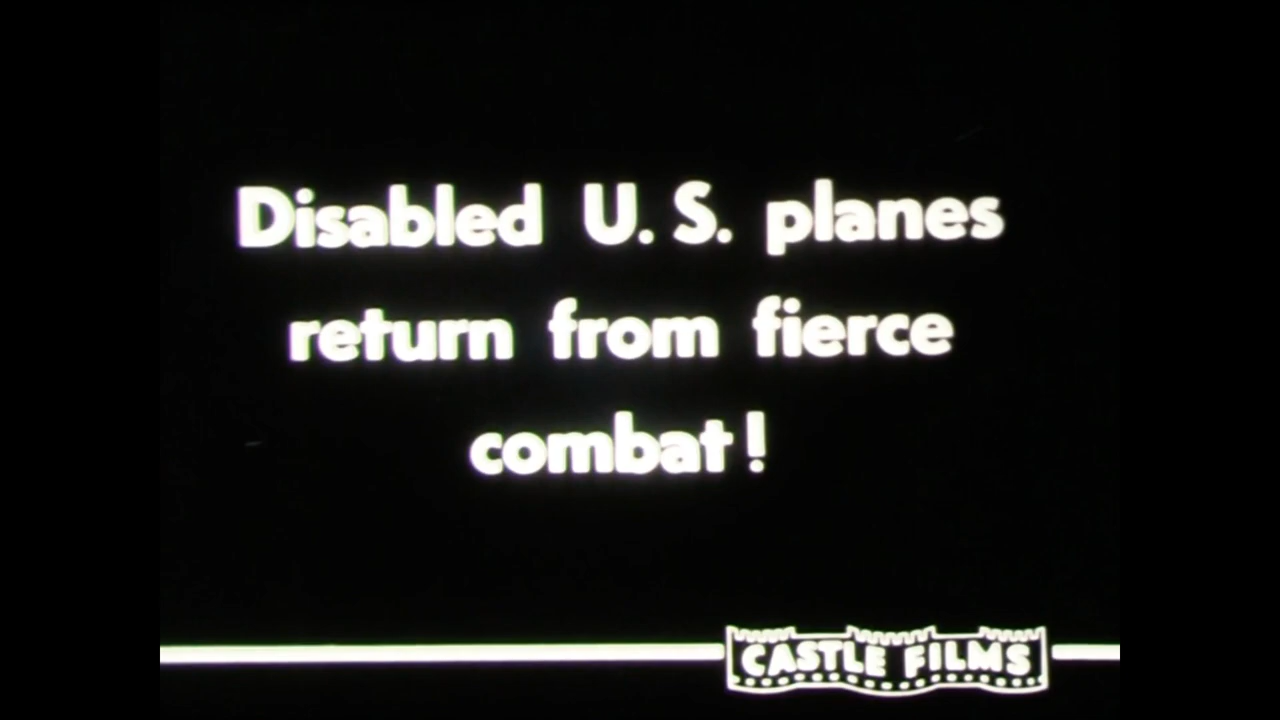 Disabled U.S. planes
return from fierce
combat!
CASTLE FILMS